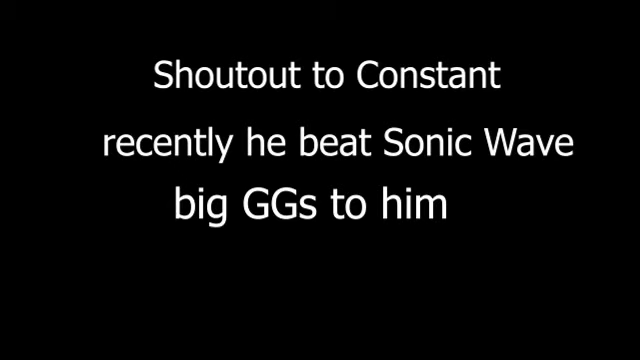 Shoutout to Constant
recently he beat Sonic Wave
big GGs to him